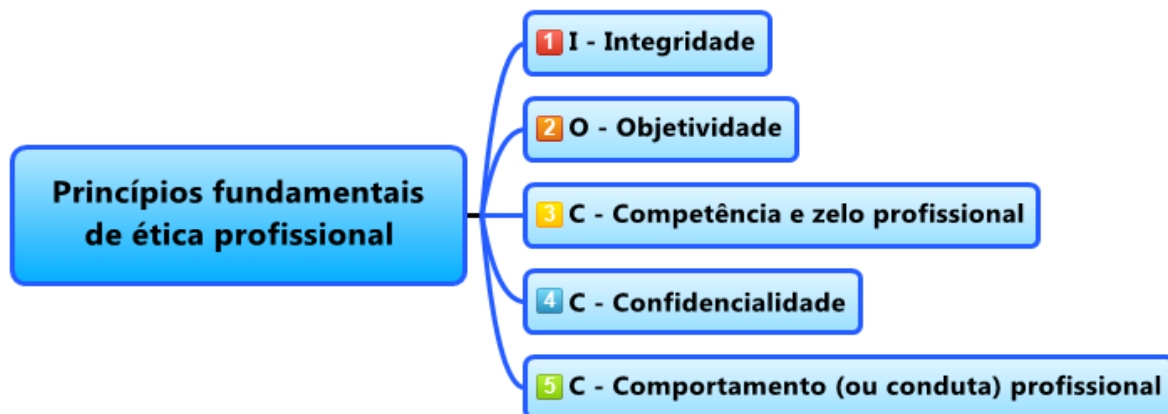 Princípios fundamentais
de ética profissional
1 I - Integridade
2 O - Objetividade
3 C - Competência e zelo profissional
4 C - Confidencialidade
5 C - Comportamento (ou conduta) profissional